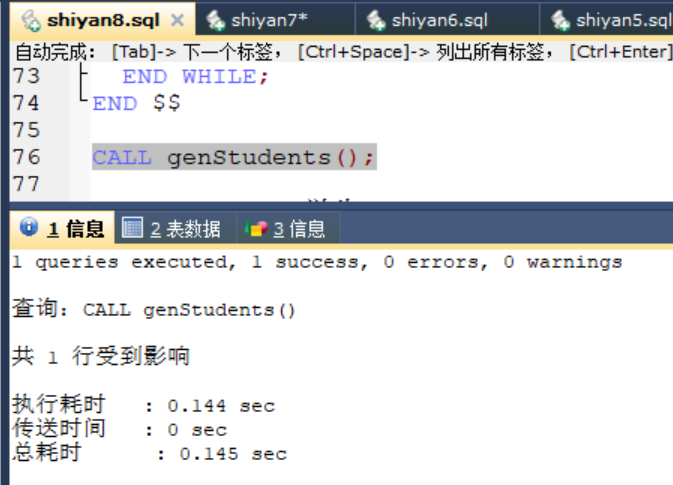 shiyan8.sql × shiyan7* shiyan6.sql shiyan5.sql
自动完成： [Tab]-> 下一个标签， [Ctrl+Space]-> 列出所有标签， [Ctrl+Enter]
73 END WHILE;
74 END $$
75
76 CALL genStudents();
77
1 信息 2 表数据 3 信息
1 queries executed, 1 success, 0 errors, 0 warnings
查询：CALL genStudents()
共 1 行受到影响
执行耗时 : 0.144 sec
传送时间 : 0 sec
总耗时 : 0.145 sec